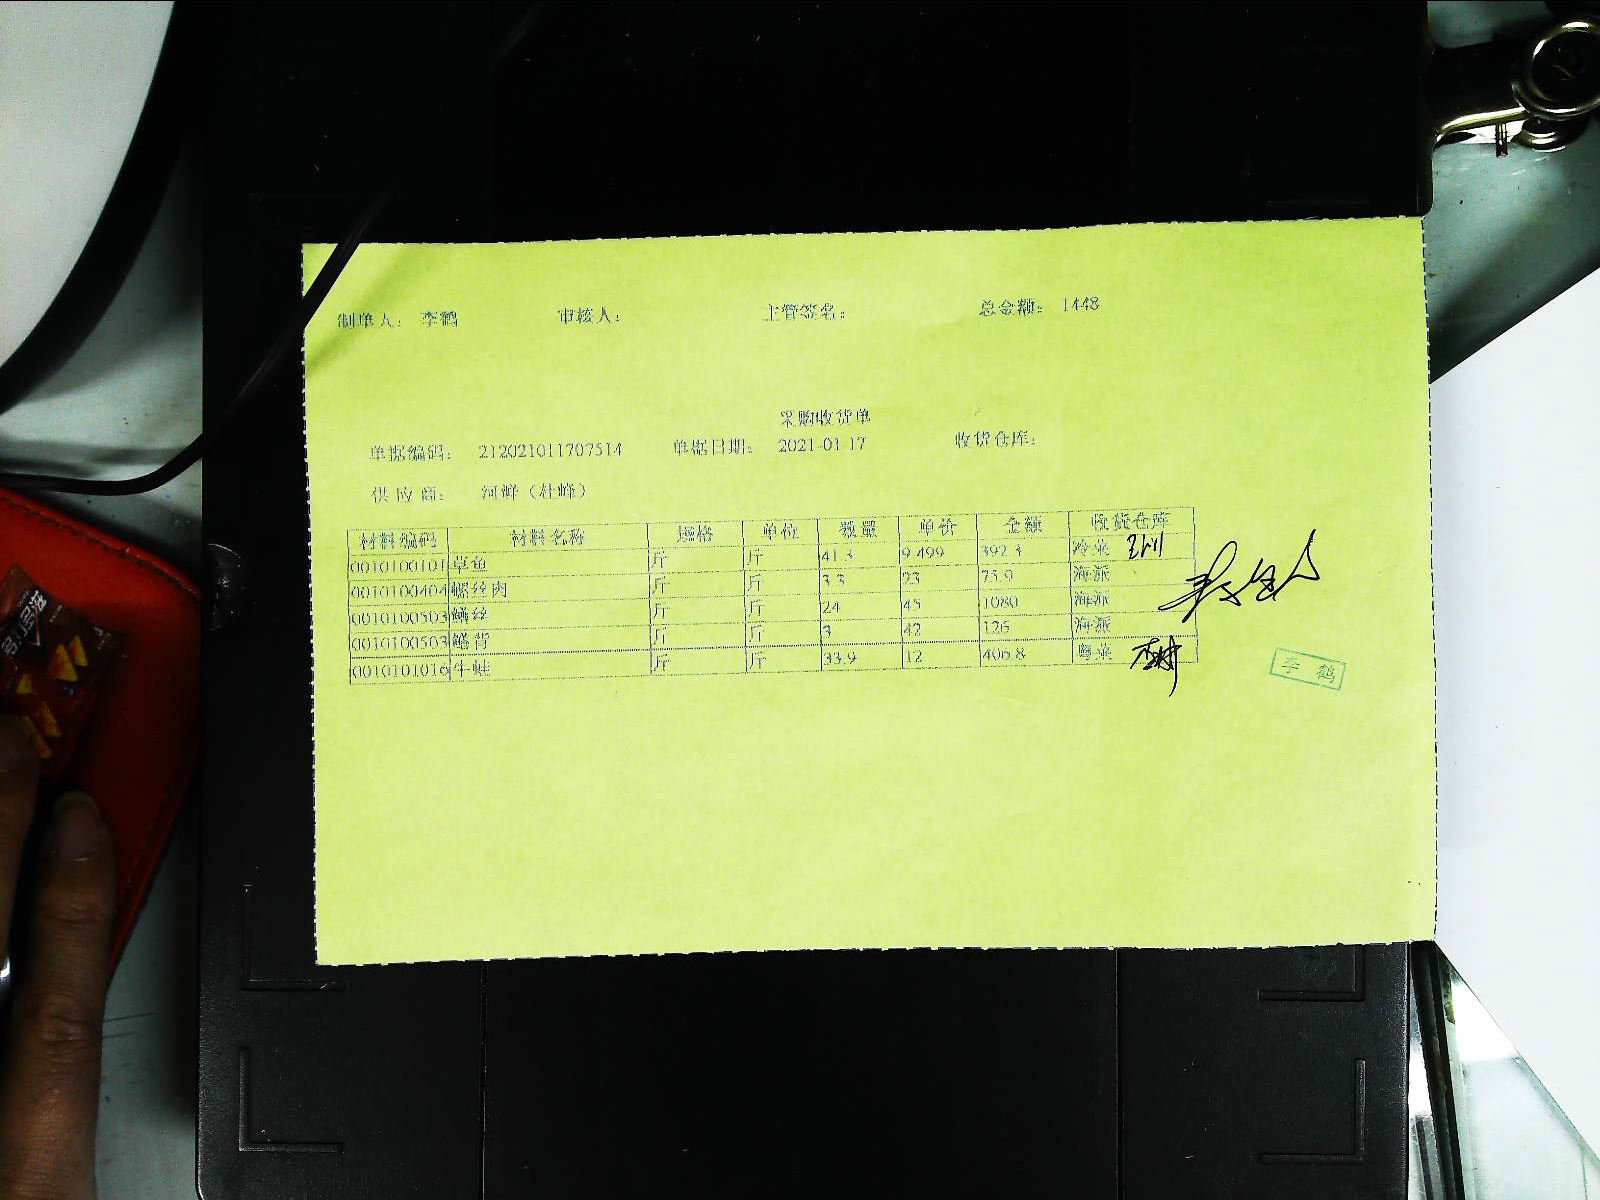 制单人： 李鹤 审核人： 主管签名： 总金额： 1448
采购收货单
单据编码： 212021011707514 单据日期： 2021-01-17 收货仓库：
供应商： 河鲜（杜峰）
材料编码 材料名称 规格 单位 数量 单价 金额 收货仓库
0010100101 草鱼 斤 斤 41.3 9.499 392.3 冷菜
0010100404 螺丝肉 斤 斤 3.3 23 75.9 海派
0010100503 鳝丝 斤 斤 24 45 1080 海派
0010100503 鳝背 斤 斤 3 42 126 海派
0010101016 牛蛙 斤 斤 33.9 12 406.8 粤菜
李鹤